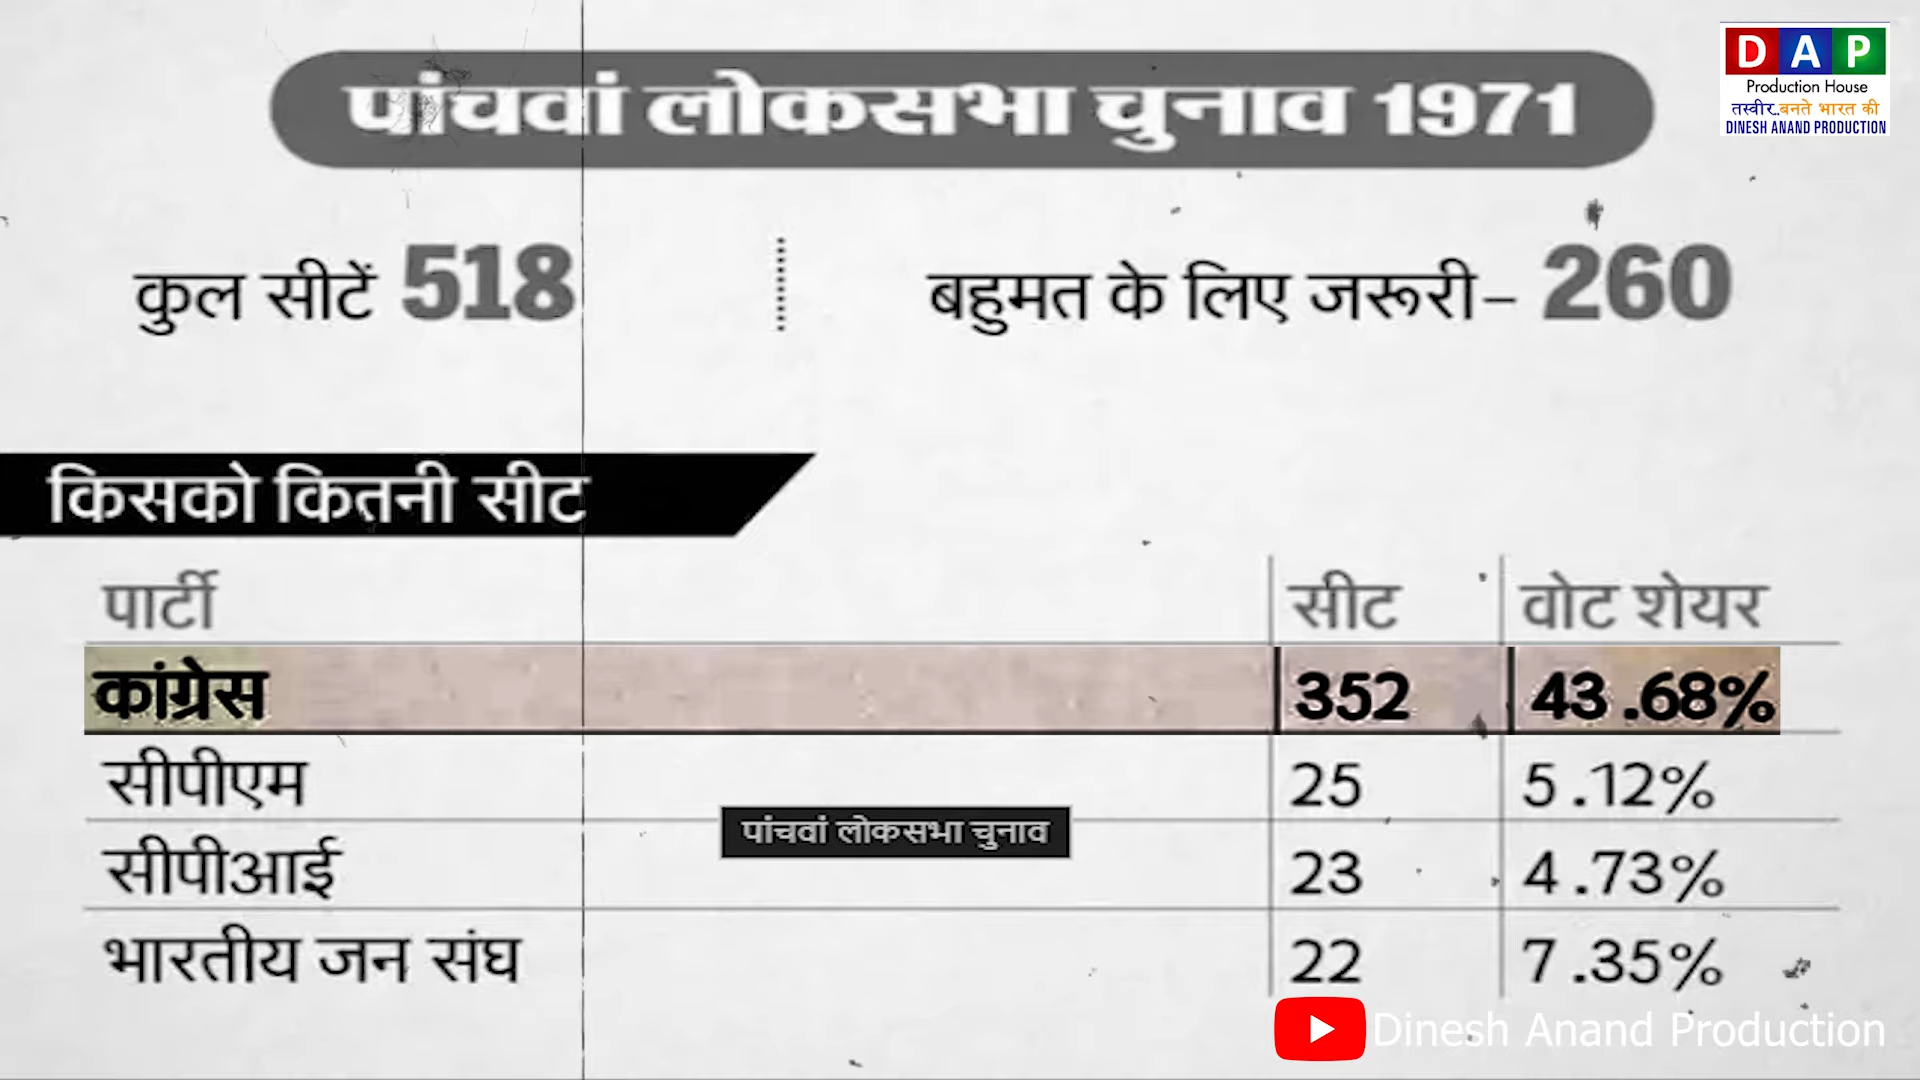 पांचवां लोकसभा चुनाव 1971
D A P
Production House
तस्वीर..बनते भारत की
DINESH ANAND PRODUCTION
कुल सीटें 518
बहुमत के लिए जरूरी– 260
किसको कितनी सीट
पार्टी सीट वोट शेयर
कांग्रेस 352 43.68%
सीपीएम 25 5.12%
पांचवां लोकसभा चुनाव
सीपीआई 23 4.73%
भारतीय जन संघ 22 7.35%
Dinesh Anand Production